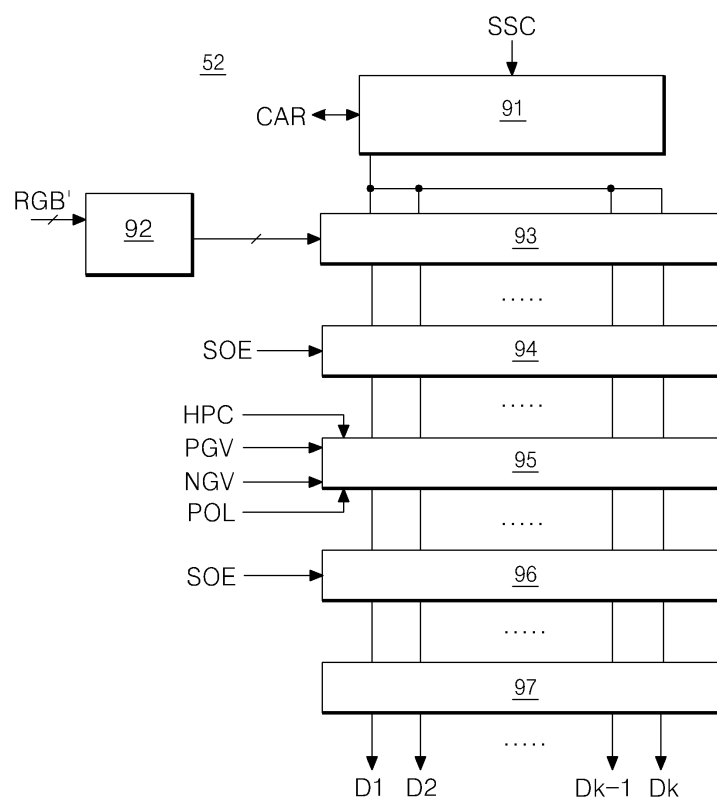 SSC
52
91
CAR
RGB'
92
93
.....
SOE
94
.....
HPC
PGV
95
NGV
POL
.....
SOE
96
.....
97
.....
D1 D2 Dk-1 Dk